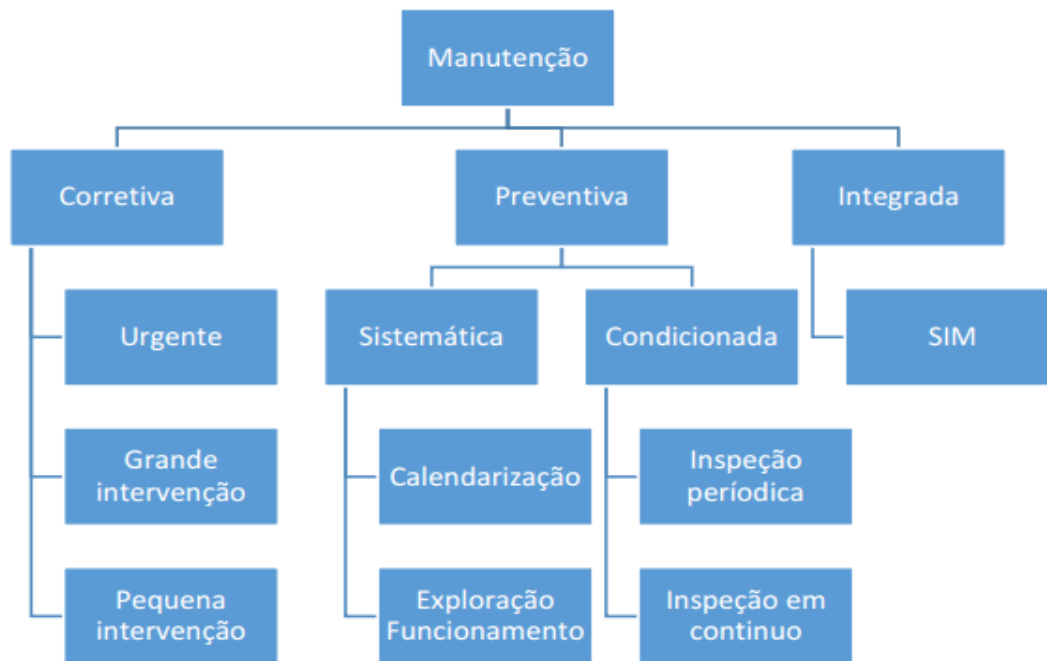 Manutenção
Corretiva
Preventiva
Integrada
Urgente
Sistemática
Condicionada
SIM
Grande
intervenção
Calendarização
Inspeção
períodica
Pequena
intervenção
Exploração
Funcionamento
Inspeção em
continuo